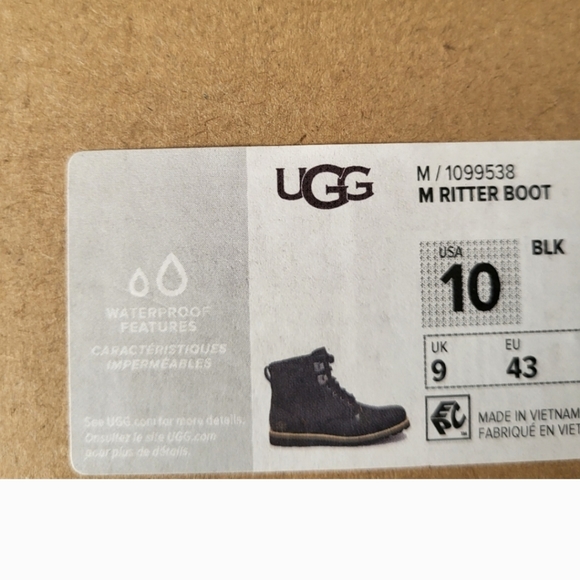 UGG
M / 1099538
M RITTER BOOT
USA
10
BLK
UK
9
EU
43
EPC
MADE IN VIETNAM
FABRIQUÉ EN VIET
WATERPROOF
FEATURES
CARACTÉRISTIQUES
IMPERMÉABLES
See UGG.com for more details.
Consultez le site UGG.com
pour plus de détails.